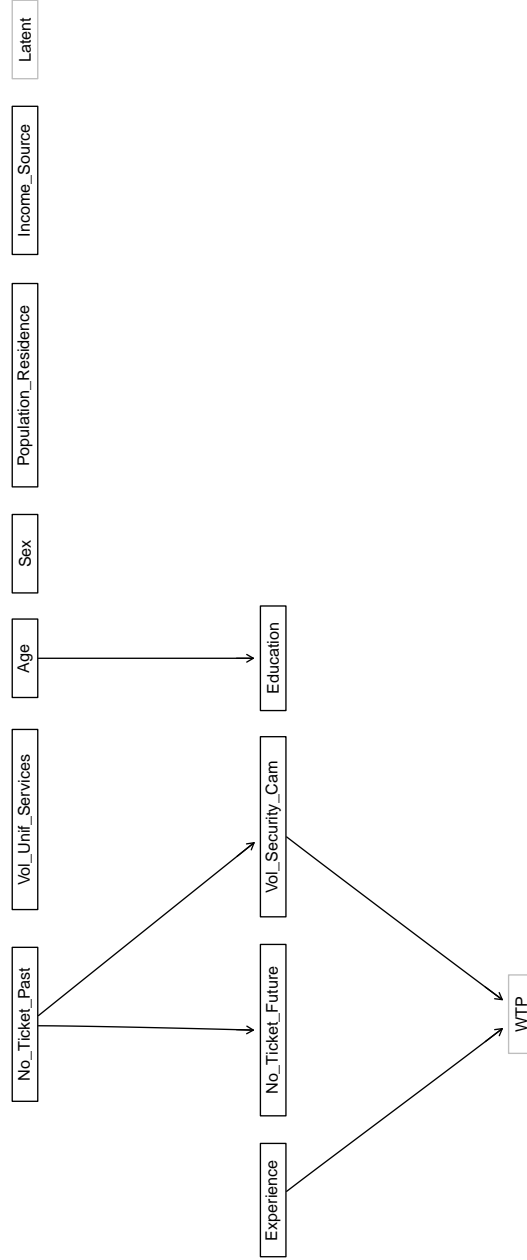 No_Ticket_Past
Vol_Unif_Services
Age
Sex
Population_Residence
Income_Source
Latent
Experience
No_Ticket_Future
Vol_Security_Cam
Education
WTP